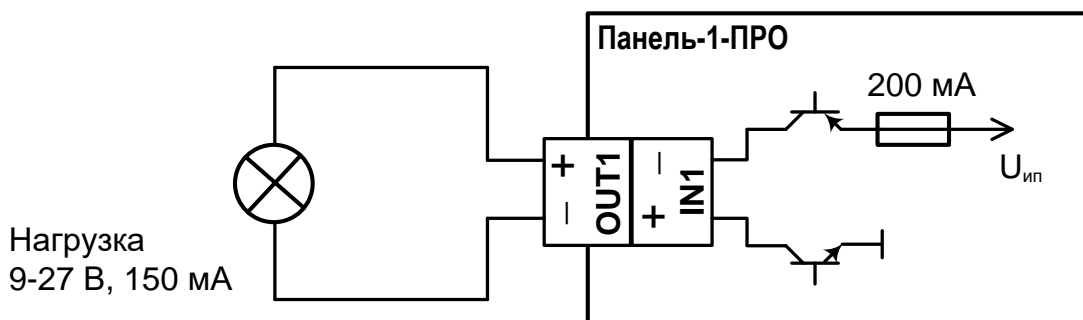 Панель-1-ПРО
200 мА
+
−
OUT1
−
+
IN1
Uип
Нагрузка
9-27 В, 150 мА